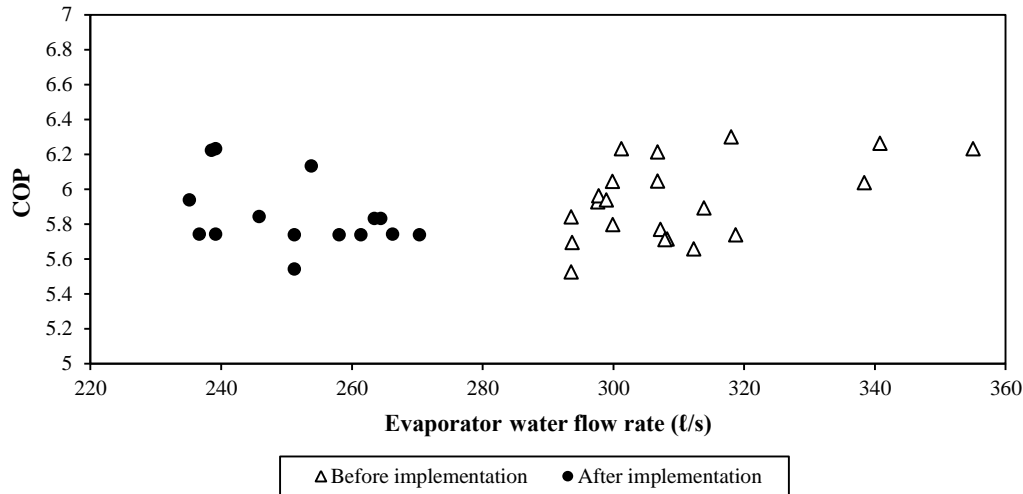 7
6.8
6.6
6.4
6.2
6
5.8
5.6
5.4
5.2
5
COP
220 240 260 280 300 320 340 360
Evaporator water flow rate (ℓ/s)
Before implementation After implementation